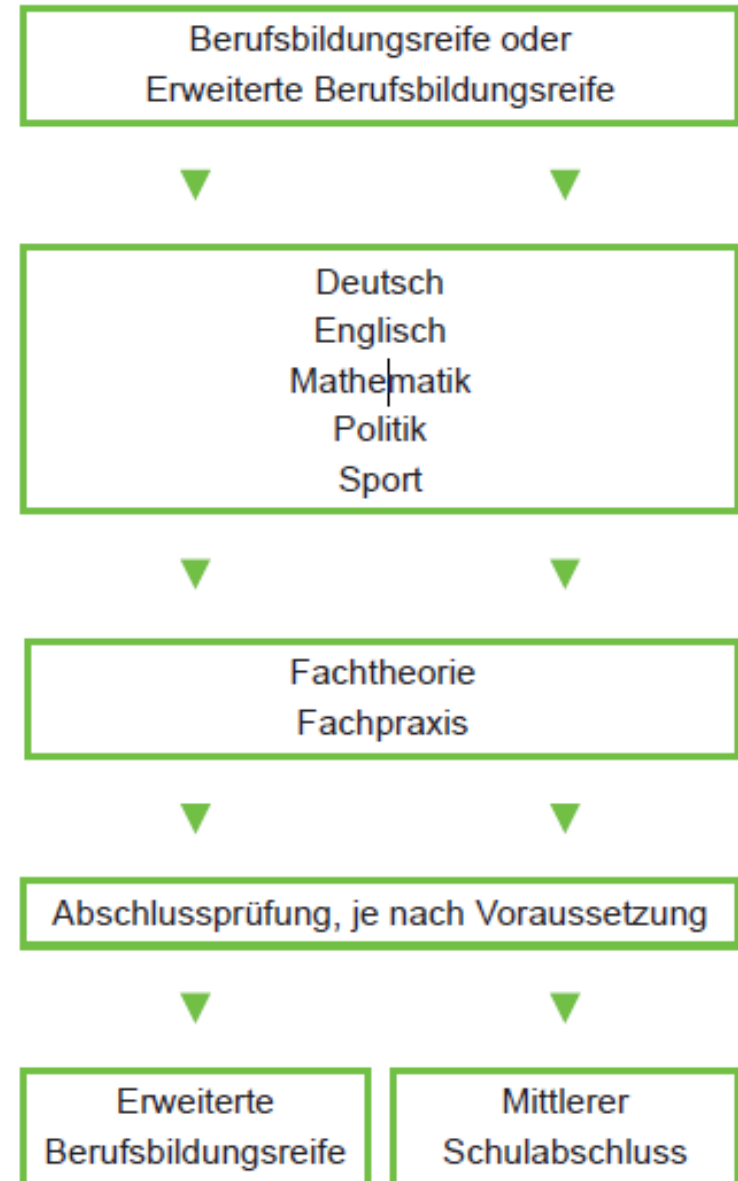 Berufsbildungsreife oder
Erweiterte Berufsbildungsreife
Deutsch
Englisch
Mathematik
Politik
Sport
Fachtheorie
Fachpraxis
Abschlussprüfung, je nach Voraussetzung
Erweiterte
Berufsbildungsreife
Mittlerer
Schulabschluss